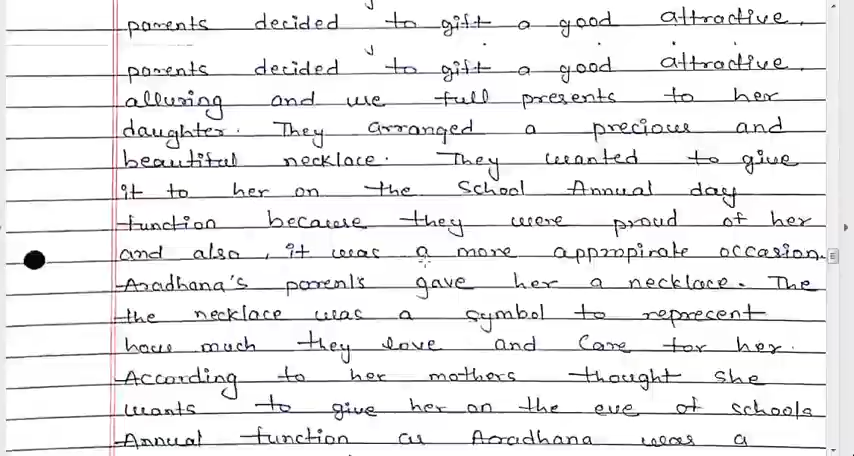 parents decided to gift a good attractive,
parents decided to gift a good attractive,
alluring and use full presents to her
daughter. They arranged a precious and
beautiful necklace. They wanted to give
it to her on the School Annual day
function because they were proud of her
and also, it was a more appropirate occasion.
Aradhana's parents gave her a necklace. The
the necklace was a symbol to reprecent
how much they love and Care for her.
According to her mothers thought she
wants to give her on the eve of schools
Annual function as Aradhana was a